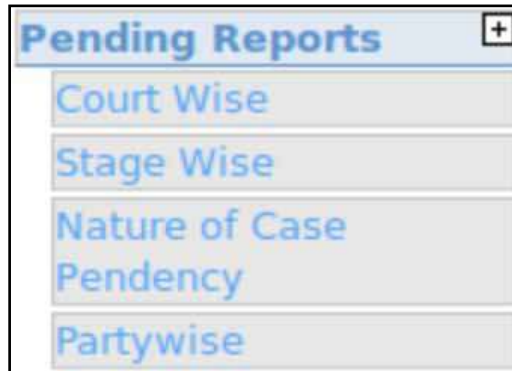 Pending Reports
Court Wise
Stage Wise
Nature of Case
Pendency
Partywise